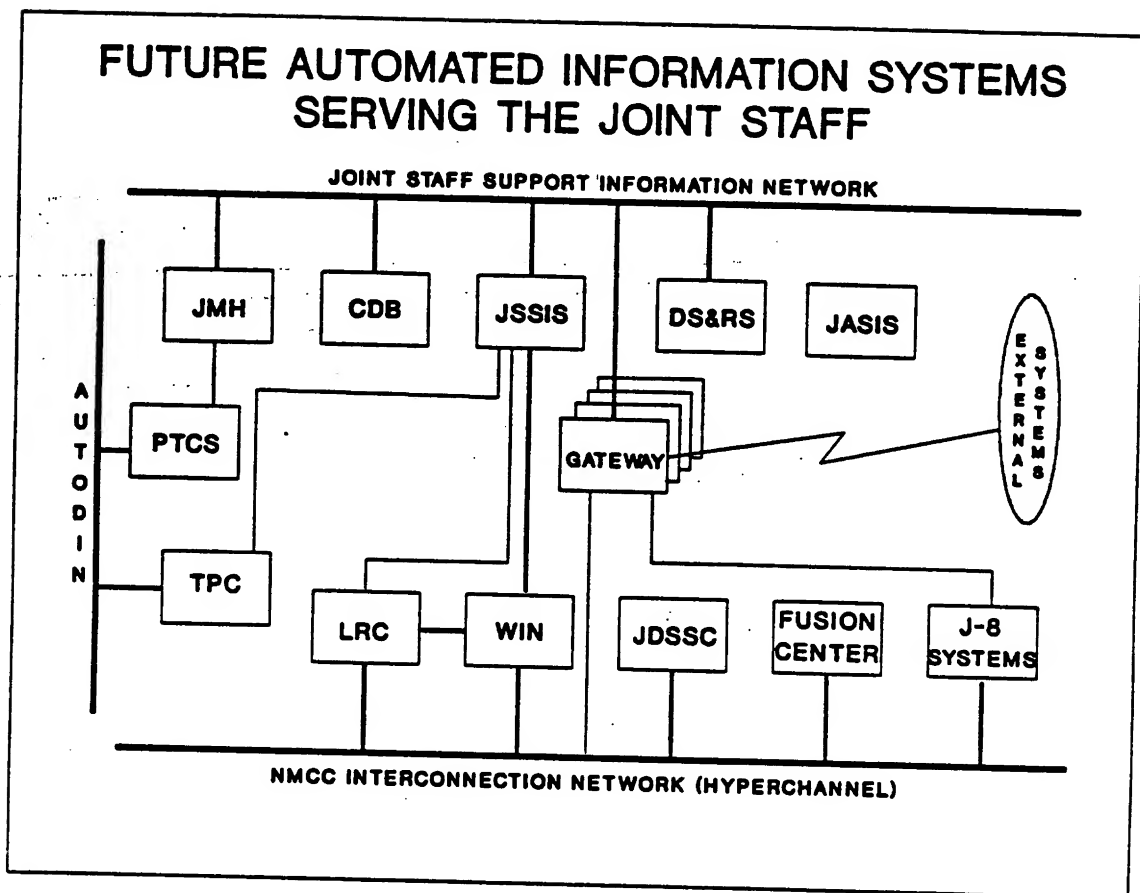 FUTURE AUTOMATED INFORMATION SYSTEMS
SERVING THE JOINT STAFF
JOINT STAFF SUPPORT INFORMATION NETWORK
JMH
CDB
JSSIS
DS&RS
JASIS
EXTERNAL
SYSTEMS
AUTODIN
PTCS
GATEWAY
TPC
LRC
WIN
JDSSC
FUSION
CENTER
J-8
SYSTEMS
NMCC INTERCONNECTION NETWORK (HYPERCHANNEL)